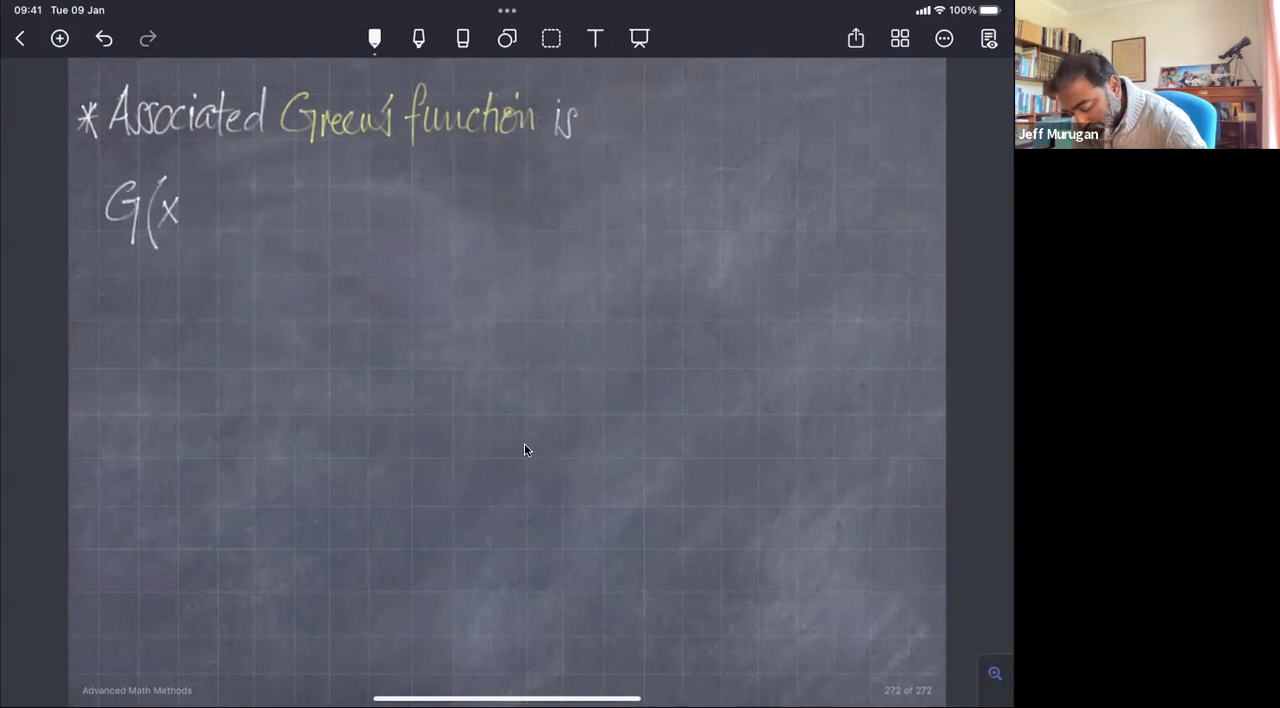 09:41 Tue 09 Jan
100%
T
* Associated Green's function is
G(x
Advanced Math Methods
272 of 272
Jeff Murugan